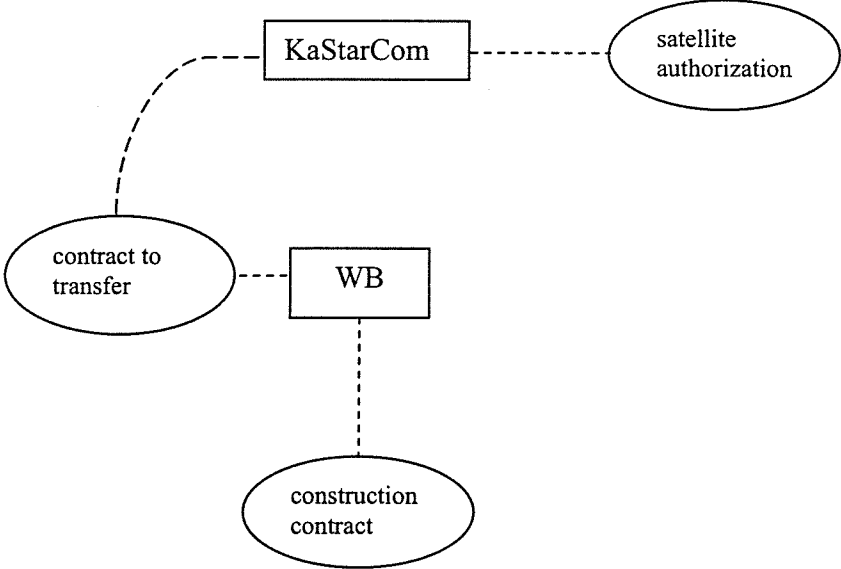 KaStarCom
satellite
authorization
contract to
transfer
WB
construction
contract